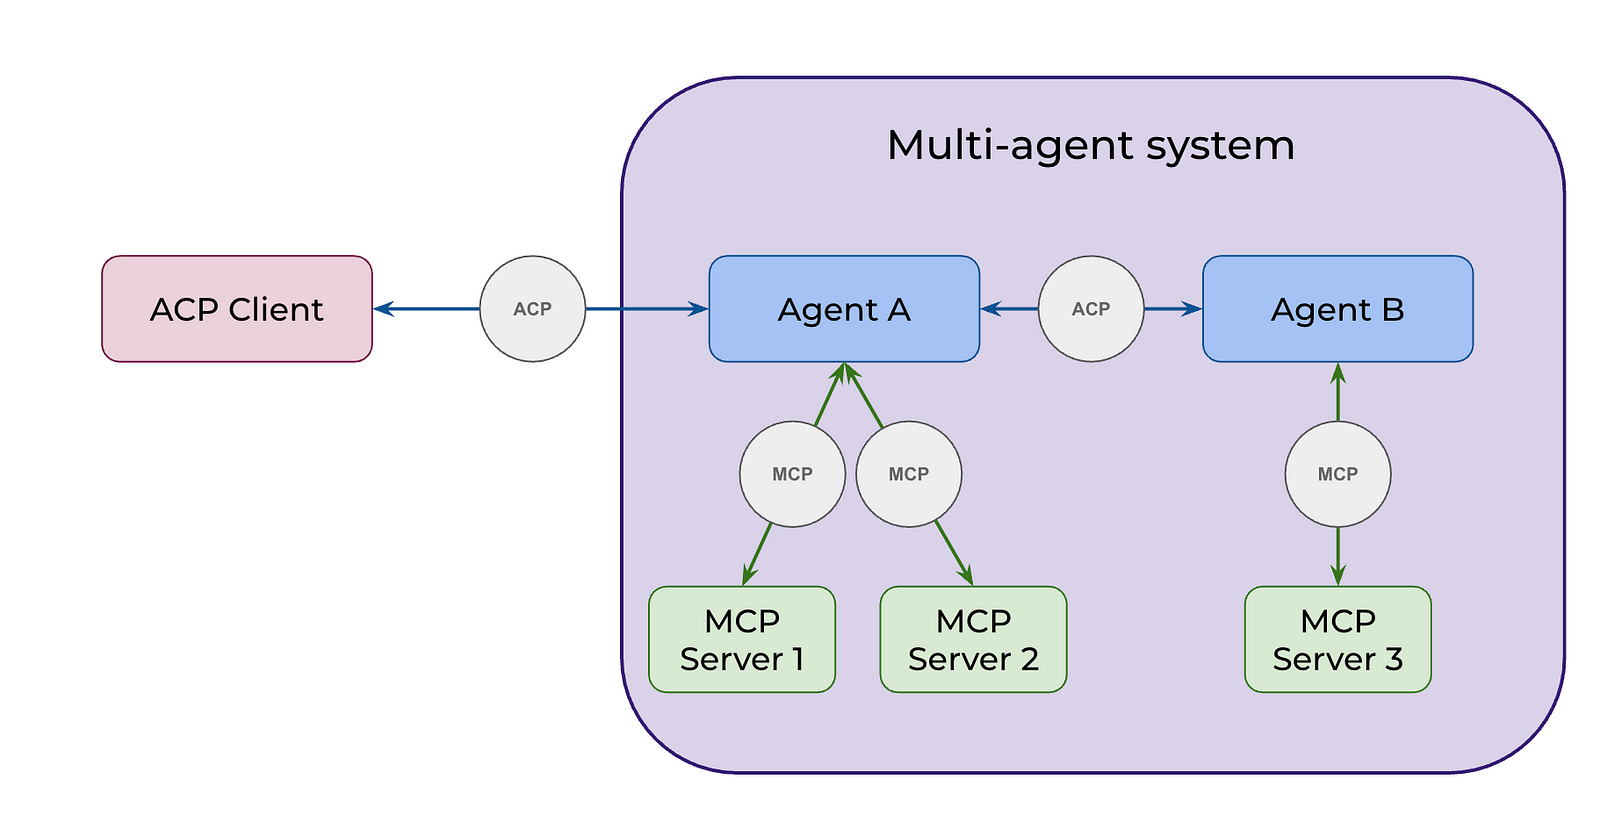 Multi-agent system
ACP Client
ACP
Agent A
ACP
Agent B
MCP
MCP
MCP
MCP
Server 1
MCP
Server 2
MCP
Server 3